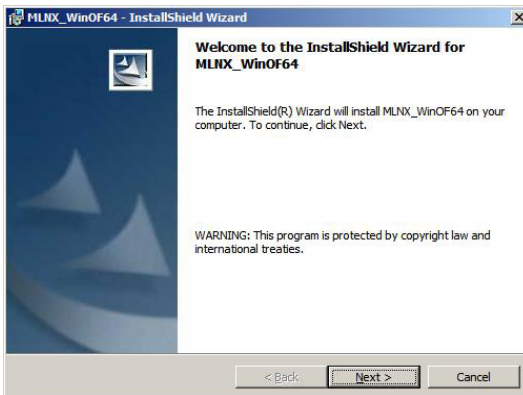 MLNX_WinOF64 - InstallShield Wizard
Welcome to the InstallShield Wizard for
MLNX_WinOF64
The InstallShield(R) Wizard will install MLNX_WinOF64 on your
computer. To continue, click Next.
WARNING: This program is protected by copyright law and
international treaties.
< Back
Next >
Cancel